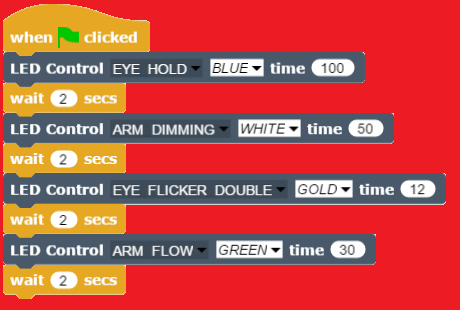 when clicked
LED Control EYE HOLD BLUE time 100
wait 2 secs
LED Control ARM DIMMING WHITE time 50
wait 2 secs
LED Control EYE FLICKER DOUBLE GOLD time 12
wait 2 secs
LED Control ARM FLOW GREEN time 30
wait 2 secs